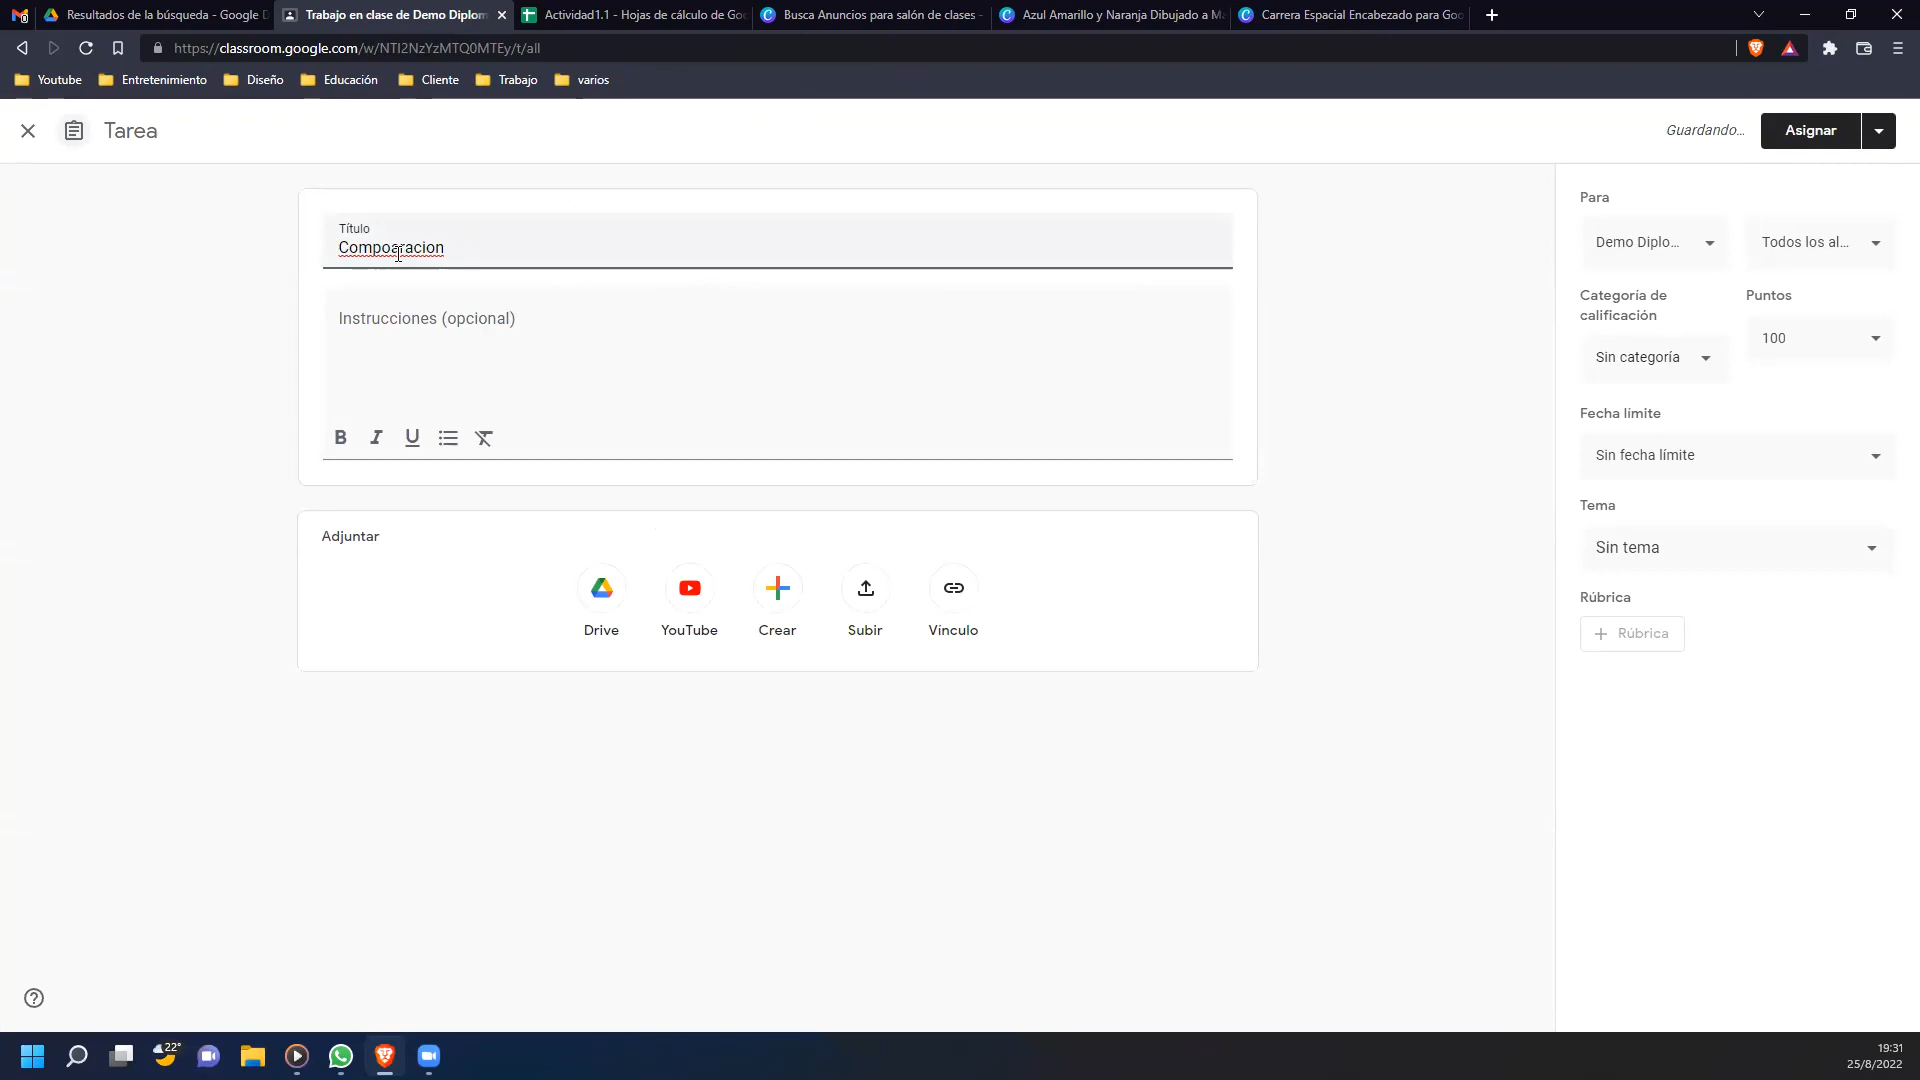 Resultados de la búsqueda - Google D
Trabajo en clase de Demo Diplom
Actividad1.1 - Hojas de cálculo de Goo
Busca Anuncios para salón de clases -
Azul Amarillo y Naranja Dibujado a M
Carrera Espacial Encabezado para Goo
https://classroom.google.com/w/NTI2NzYzMTQ0MTEy/t/all
Youtube
Entretenimiento
Diseño
Educación
Cliente
Trabajo
varios
Tarea
Guardando...
Asignar
Título
Compoaracion
Instrucciones (opcional)
B I U
Adjuntar
Drive
YouTube
Crear
Subir
Vínculo
Para
Demo Diplo...
Todos los al...
Categoría de
calificación
Puntos
Sin categoría
100
Fecha límite
Sin fecha límite
Tema
Sin tema
Rúbrica
+ Rúbrica
22°
19:31
25/8/2022